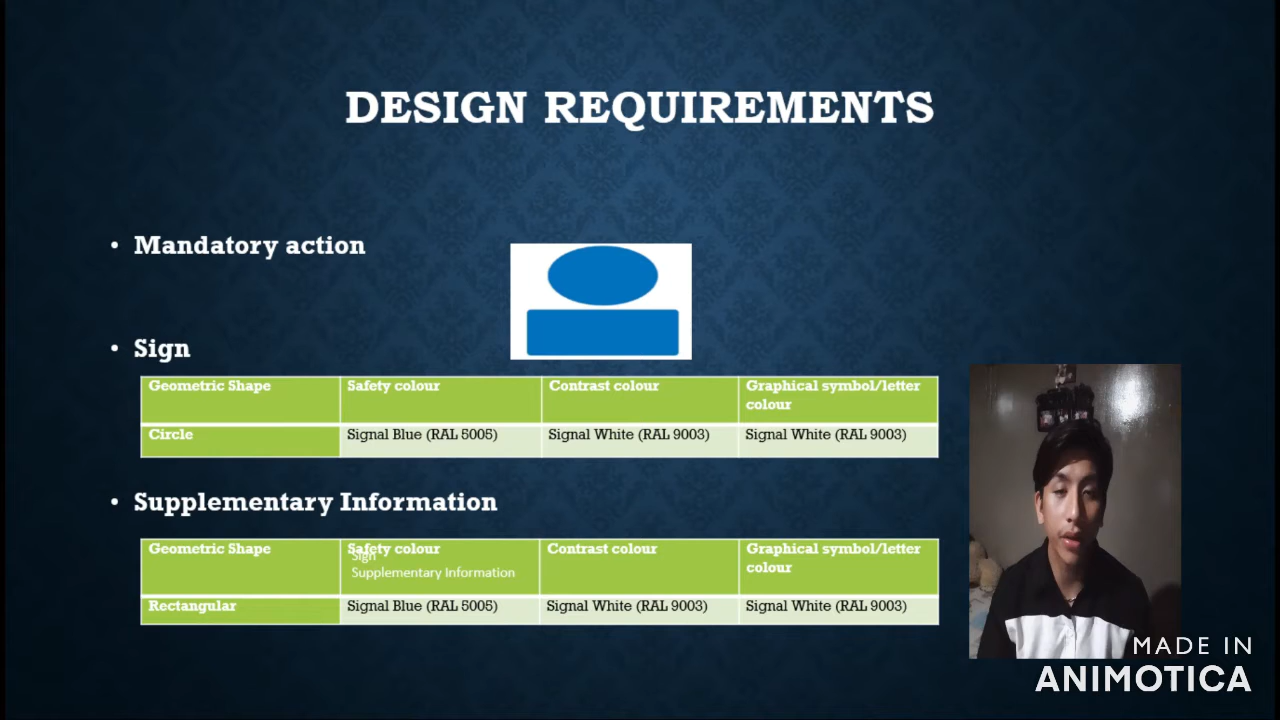 DESIGN REQUIREMENTS
• Mandatory action
• Sign
Geometric Shape Safety colour Contrast colour Graphical symbol/letter
colour
Circle Signal Blue (RAL 5005) Signal White (RAL 9003) Signal White (RAL 9003)
• Supplementary Information
Geometric Shape Safety colour Contrast colour Graphical symbol/letter
colour
Sign
Supplementary Information
Rectangular Signal Blue (RAL 5005) Signal White (RAL 9003) Signal White (RAL 9003)
MADE IN
ANIMOTICA